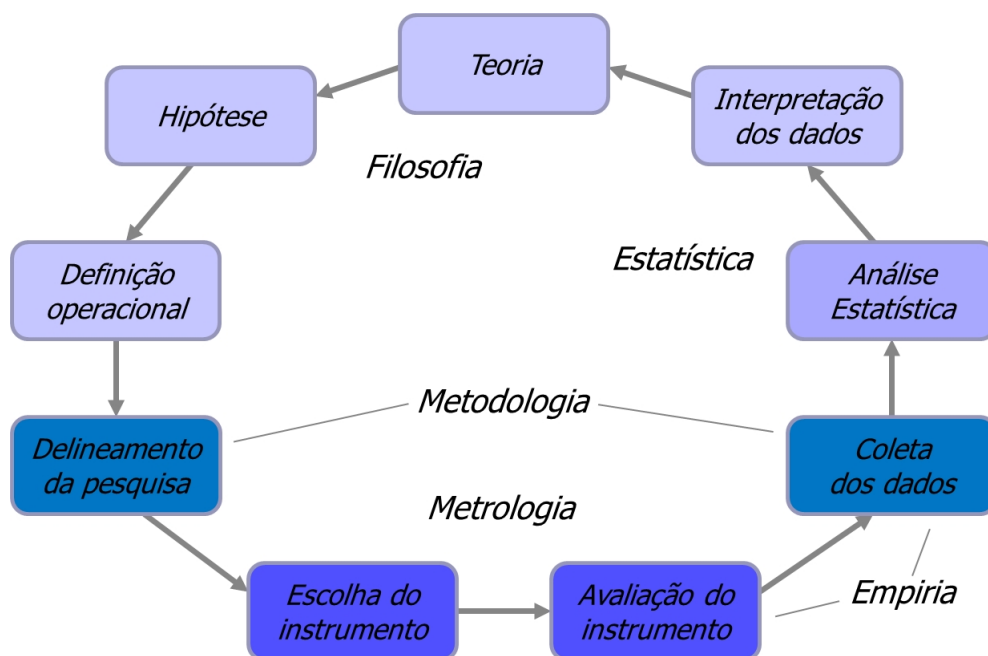 Teoria
Hipótese
Interpretação
dos dados
Filosofia
Definição
operacional
Estatística
Análise
Estatística
Metodologia
Delineamento
da pesquisa
Coleta
dos dados
Metrologia
Escolha do
instrumento
Avaliação do
instrumento
Empiria